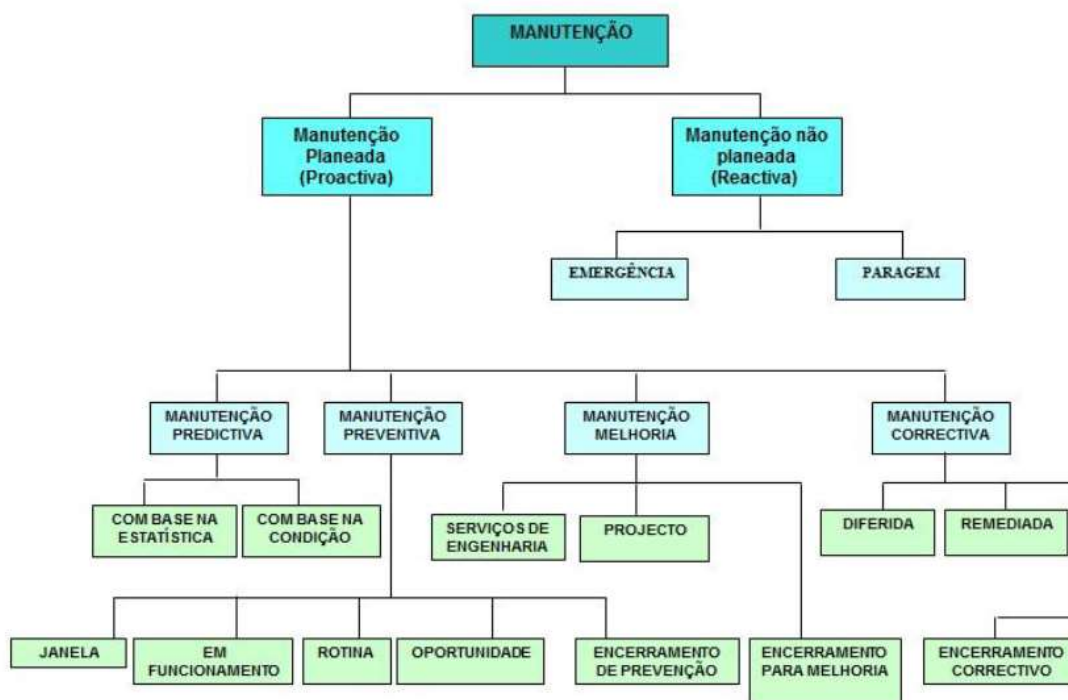 MANUTENÇÃO
Manutenção
Planeada
(Proactiva)
Manutenção não
planeada
(Reactiva)
EMERGÊNCIA
PARAGEM
MANUTENÇÃO
PREDICTIVA
MANUTENÇÃO
PREVENTIVA
MANUTENÇÃO
MELHORIA
MANUTENÇÃO
CORRECTIVA
COM BASE NA
ESTATÍSTICA
COM BASE NA
CONDIÇÃO
SERVIÇOS DE
ENGENHARIA
PROJECTO
DIFERIDA
REMEDIADA
JANELA
EM
FUNCIONAMENTO
ROTINA
OPORTUNIDADE
ENCERRAMENTO
DE PREVENÇÃO
ENCERRAMENTO
PARA MELHORIA
ENCERRAMENTO
CORRECTIVO